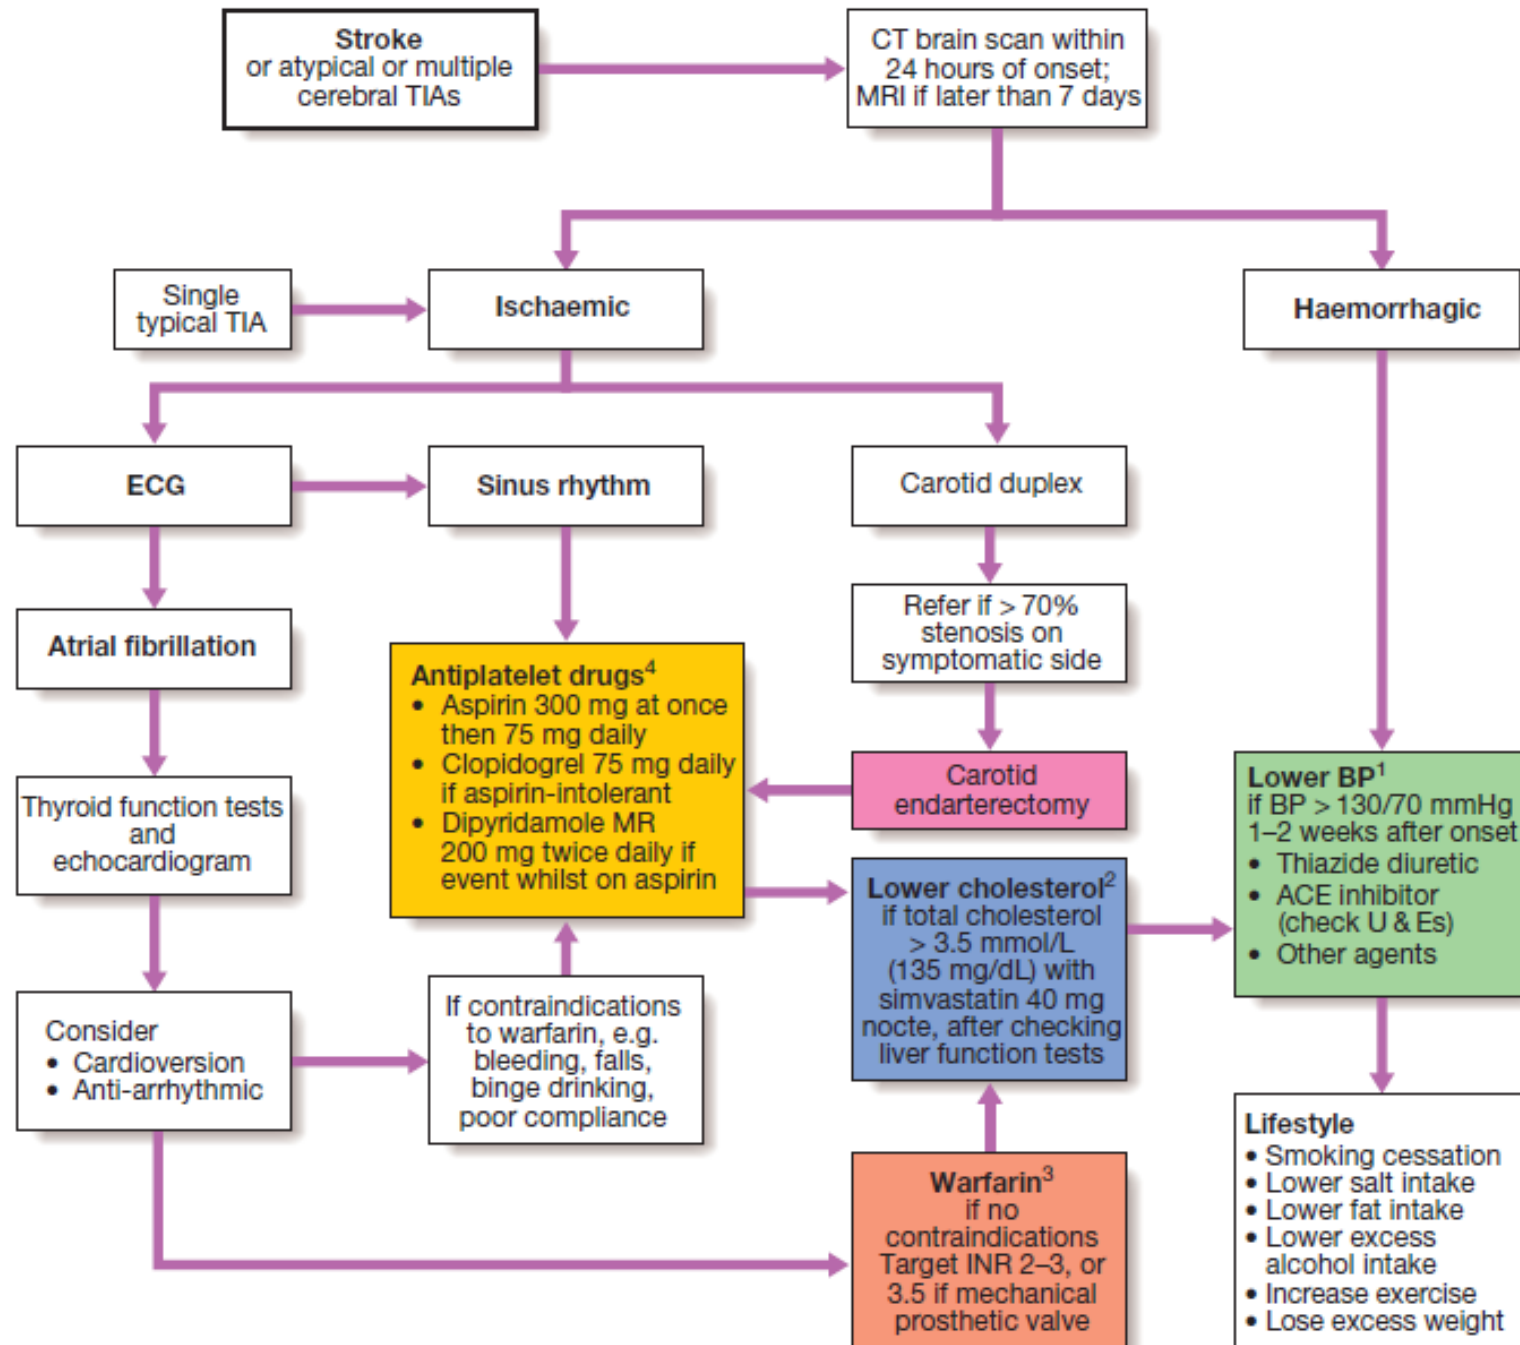 Stroke
or atypical or multiple
cerebral TIAs
CT brain scan within
24 hours of onset;
MRI if later than 7 days
Single
typical TIA
Ischaemic
Haemorrhagic
ECG
Sinus rhythm
Carotid duplex
Atrial fibrillation
Refer if > 70%
stenosis on
symptomatic side
Antiplatelet drugs4
• Aspirin 300 mg at once
then 75 mg daily
• Clopidogrel 75 mg daily
if aspirin-intolerant
• Dipyridamole MR
200 mg twice daily if
event whilst on aspirin
Carotid
endarterectomy
Thyroid function tests
and
echocardiogram
Lower BP1
if BP > 130/70 mmHg
1–2 weeks after onset
• Thiazide diuretic
• ACE inhibitor
(check U & Es)
• Other agents
Lower cholesterol2
if total cholesterol
> 3.5 mmol/L
(135 mg/dL) with
simvastatin 40 mg
nocte, after checking
liver function tests
Consider
• Cardioversion
• Anti-arrhythmic
If contraindications
to warfarin, e.g.
bleeding, falls,
binge drinking,
poor compliance
Warfarin3
if no
contraindications
Target INR 2–3, or
3.5 if mechanical
prosthetic valve
Lifestyle
• Smoking cessation
• Lower salt intake
• Lower fat intake
• Lower excess
alcohol intake
• Increase exercise
• Lose excess weight